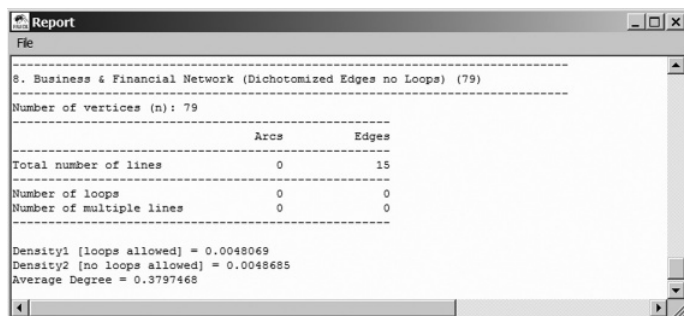 Report
File
--------------------------------------------------------------------------------
8. Business & Financial Network (Dichotomized Edges no Loops) (79)
--------------------------------------------------------------------------------
Number of vertices (n): 79
------------------------------------------------------
Arcs Edges
------------------------------------------------------
Total number of lines 0 15
------------------------------------------------------
Number of loops 0 0
Number of multiple lines 0 0
------------------------------------------------------
Density1 [loops allowed] = 0.0048069
Density2 [no loops allowed] = 0.0048685
Average Degree = 0.3797468